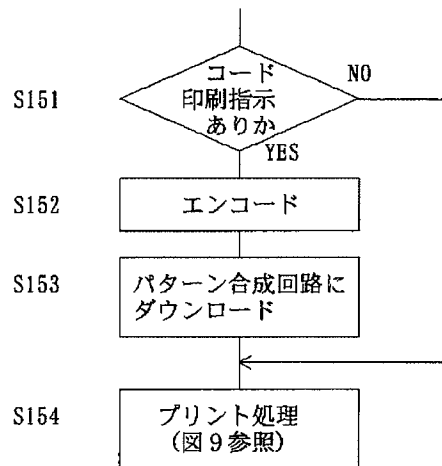 コード
印刷指示
ありか
NO
S151
YES
S152
エンコード
S153
パターン合成回路に
ダウンロード
S154
プリント処理
(図9参照)